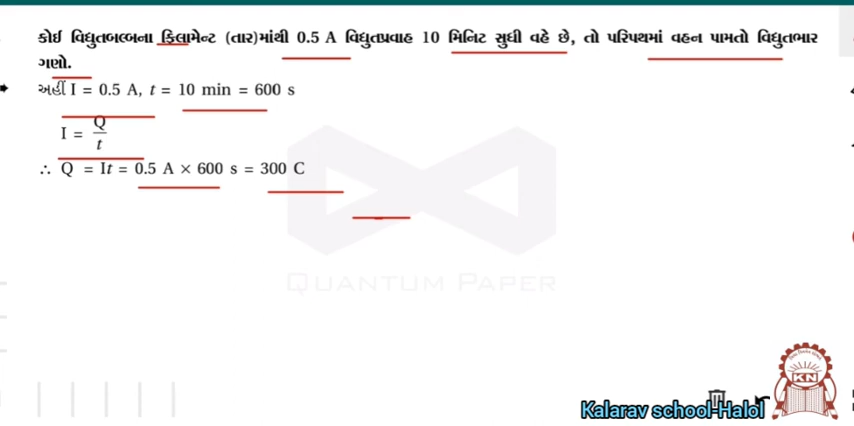 કોઈ વિદ્યુતબલ્બના ફિલામેન્ટ (તાર)માંથી 0.5 A વિદ્યુતપ્રવાહ 10 મિનિટ સુધી વહે છે, તો પરિપથમાં વહન પામતો વિદ્યુતભાર
ગણો.
અહીં I = 0.5 A, t = 10 min = 600 s
I = Q/t
∴ Q = It = 0.5 A × 600 s = 300 C
QUANTUM PAPER
KN
Kalarav school-Halol